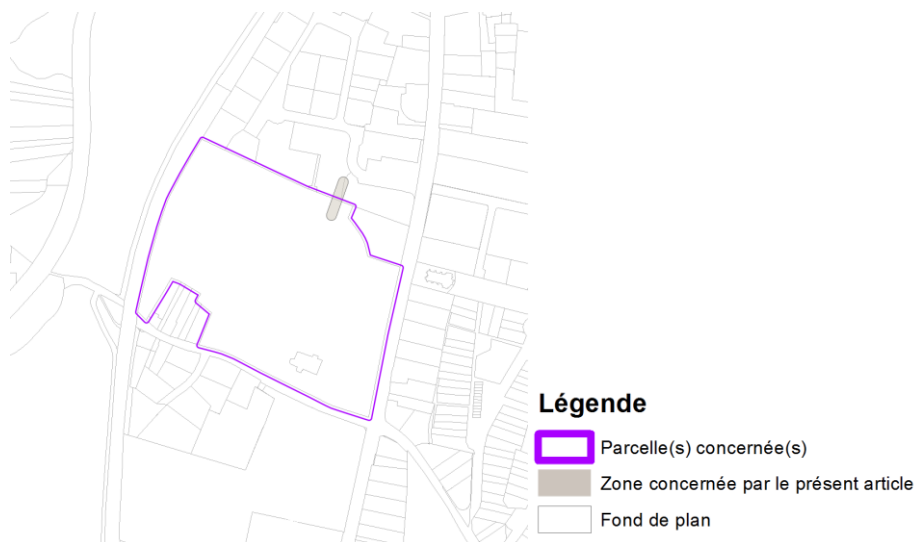 Légende
Parcelle(s) concernée(s)
Zone concernée par le présent article
Fond de plan